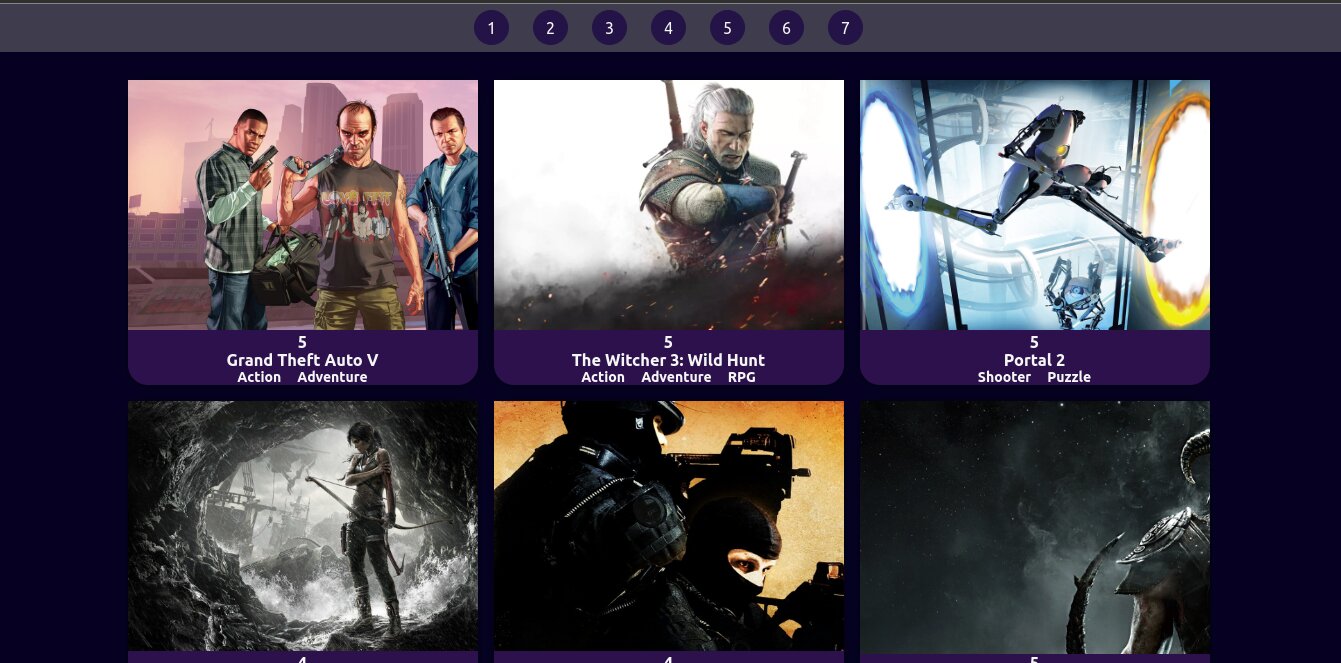 1 2 3 4 5 6 7
5 5 5
Grand Theft Auto V The Witcher 3: Wild Hunt Portal 2
Action Adventure Action Adventure RPG Shooter Puzzle
4 4 5